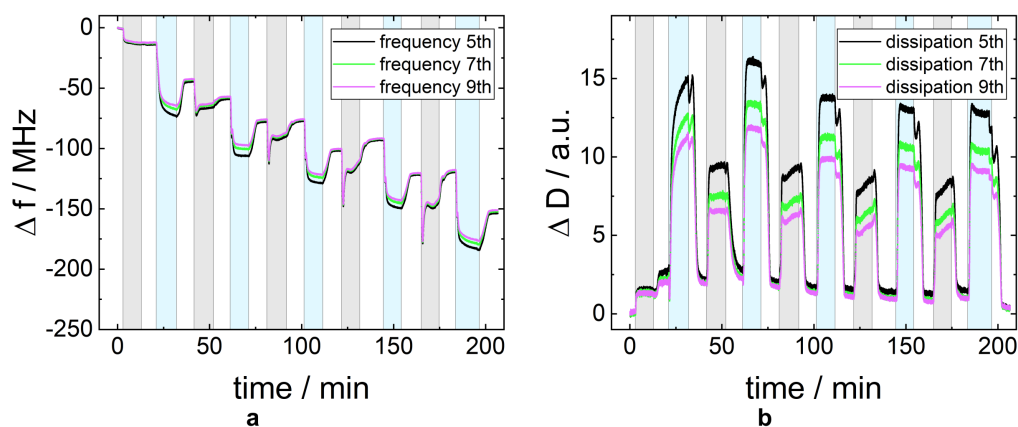 0
-50
-100
-150
-200
-250
Δ f / MHz
frequency 5th
frequency 7th
frequency 9th
0 50 100 150 200
time / min
a
15
10
5
0
Δ D / a.u.
dissipation 5th
dissipation 7th
dissipation 9th
0 50 100 150 200
time / min
b